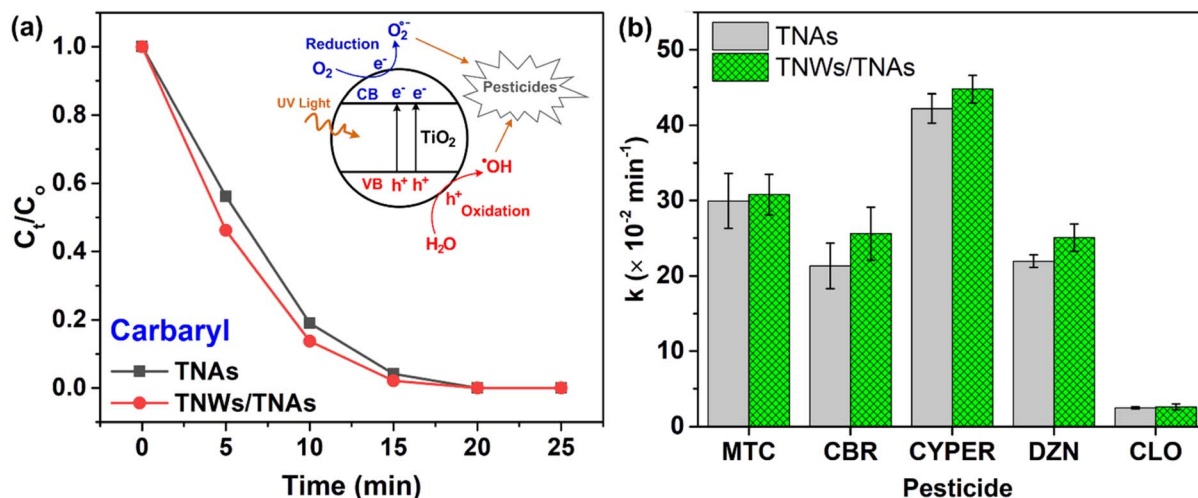 (a)
1.0
0.8
0.6
0.4
0.2
0.0
Cₜ/Cₒ
0
5
10
15
20
25
Time (min)
Carbaryl
TNAs
TNWs/TNAs
O₂•⁻
Reduction
O₂
e⁻
CB e⁻ e⁻
UV Light
TiO₂
VB h⁺ h⁺
h⁺
Oxidation
•OH
H₂O
Pesticides
(b)
50
40
30
20
10
0
k (× 10⁻² min⁻¹)
TNAs
TNWs/TNAs
MTC
CBR
CYPER
DZN
CLO
Pesticide